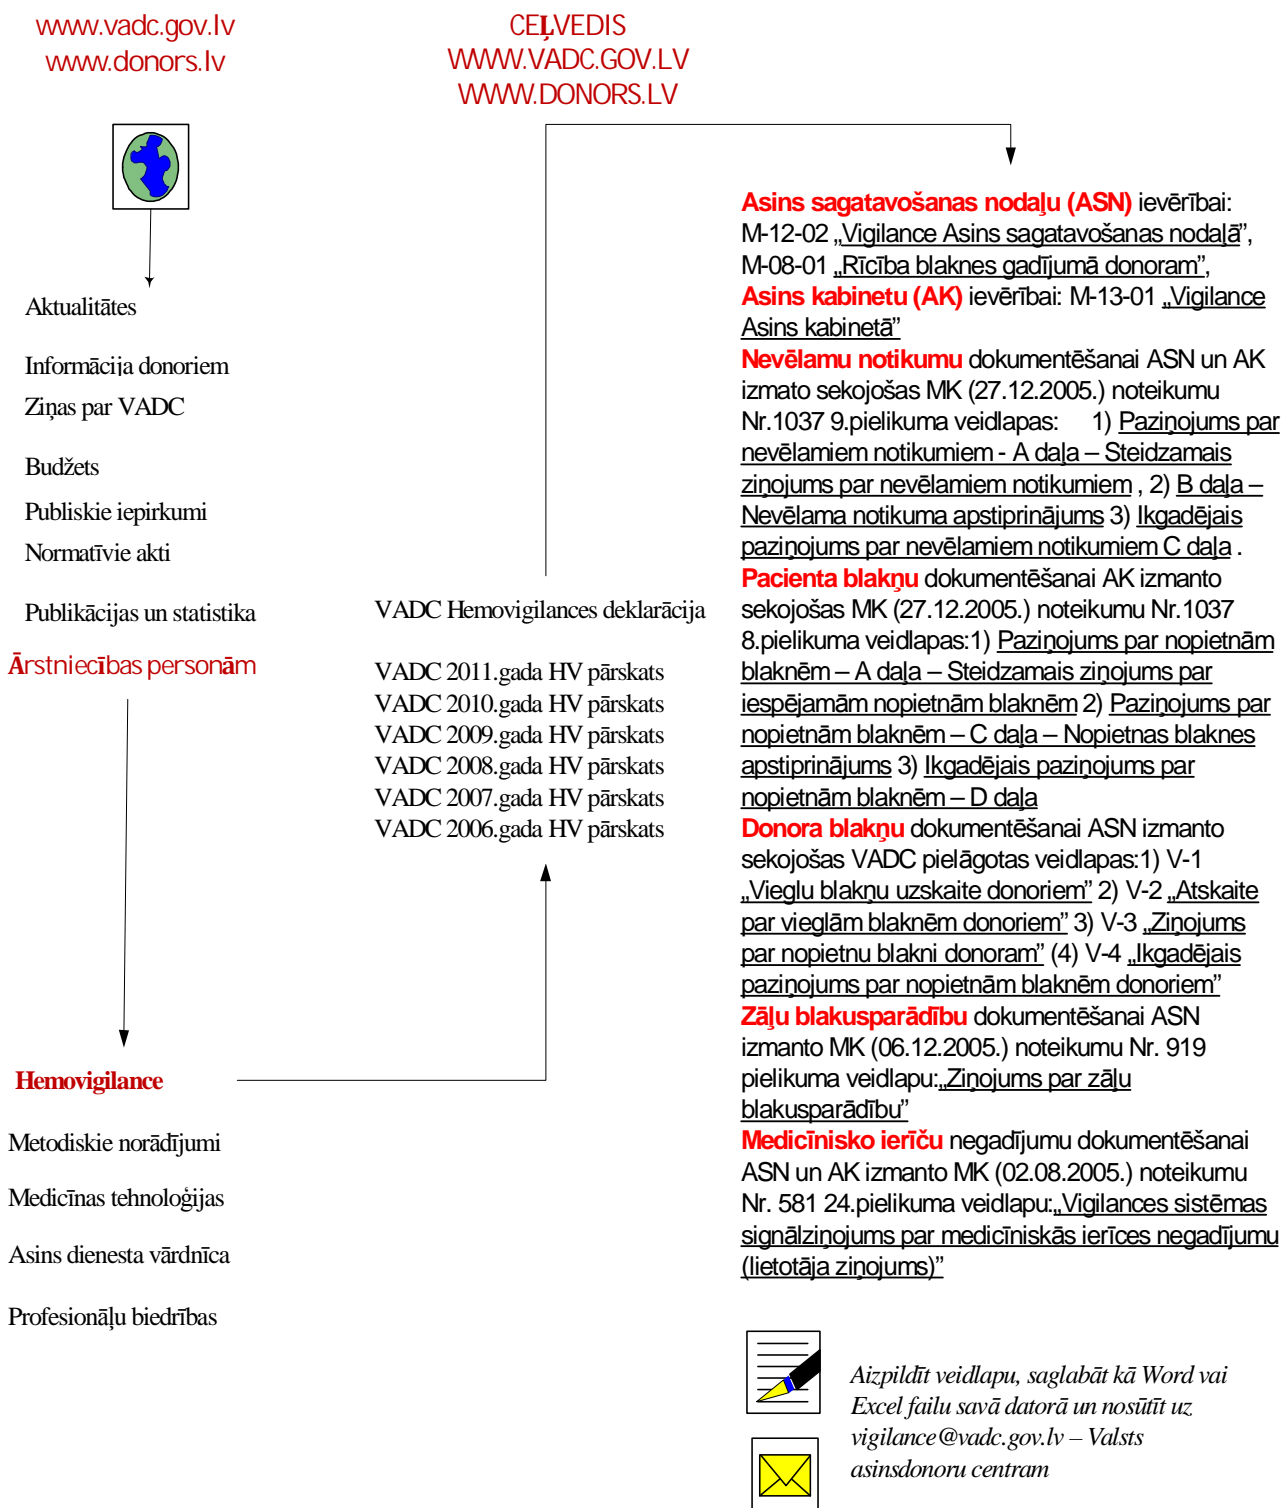 www.vadc.gov.lv
www.donors.lv
CEĻVEDIS
WWW.VADC.GOV.LV
WWW.DONORS.LV
Aktualitātes
Informācija donoriem
Ziņas par VADC
Budžets
Publiskie iepirkumi
Normatīvie akti
Publikācijas un statistika
Ārstniecības personām
Hemovigilance
Metodiskie norādījumi
Medicīnas tehnoloģijas
Asins dienesta vārdnīca
Profesionāļu biedrības
VADC Hemovigilances deklarācija
VADC 2011.gada HV pārskats
VADC 2010.gada HV pārskats
VADC 2009.gada HV pārskats
VADC 2008.gada HV pārskats
VADC 2007.gada HV pārskats
VADC 2006.gada HV pārskats
Asins sagatavošanas nodaļu (ASN) ievērībai:
M-12-02 „Vigilance Asins sagatavošanas nodaļā”,
M-08-01 „Rīcība blaknes gadījumā donoram”,
Asins kabinetu (AK) ievērībai: M-13-01 „Vigilance
Asins kabinetā”
Nevēlamu notikumu dokumentēšanai ASN un AK
izmato sekojošas MK (27.12.2005.) noteikumu
Nr.1037 9.pielikuma veidlapas: 1) Paziņojums par
nevēlamiem notikumiem - A daļa – Steidzamais
ziņojums par nevēlamiem notikumiem , 2) B daļa –
Nevēlama notikuma apstiprinājums 3) Ikgadējais
paziņojums par nevēlamiem notikumiem C daļa .
Pacienta blakņu dokumentēšanai AK izmanto
sekojošas MK (27.12.2005.) noteikumu Nr.1037
8.pielikuma veidlapas:1) Paziņojums par nopietnām
blaknēm – A daļa – Steidzamais ziņojums par
iespējamām nopietnām blaknēm 2) Paziņojums par
nopietnām blaknēm – C daļa – Nopietnas blaknes
apstiprinājums 3) Ikgadējais paziņojums par
nopietnām blaknēm – D daļa
Donora blakņu dokumentēšanai ASN izmanto
sekojošas VADC pielāgotas veidlapas:1) V-1
„Vieglu blakņu uzskaite donoriem” 2) V-2 „Atskaite
par vieglām blaknēm donoriem” 3) V-3 „Ziņojums
par nopietnu blakni donoram” (4) V-4 „Ikgadējais
paziņojums par nopietnām blaknēm donoriem”
Zāļu blakusparādību dokumentēšanai ASN
izmanto MK (06.12.2005.) noteikumu Nr. 919
pielikuma veidlapu:„Ziņojums par zāļu
blakusparādību”
Medicīnisko ierīču negadījumu dokumentēšanai
ASN un AK izmanto MK (02.08.2005.) noteikumu
Nr. 581 24.pielikuma veidlapu:„Vigilances sistēmas
signālziņojums par medicīniskās ierīces negadījumu
(lietotāja ziņojums)”
Aizpildīt veidlapu, saglabāt kā Word vai
Excel failu savā datorā un nosūtīt uz
vigilance@vadc.gov.lv – Valsts
asinsdonoru centram